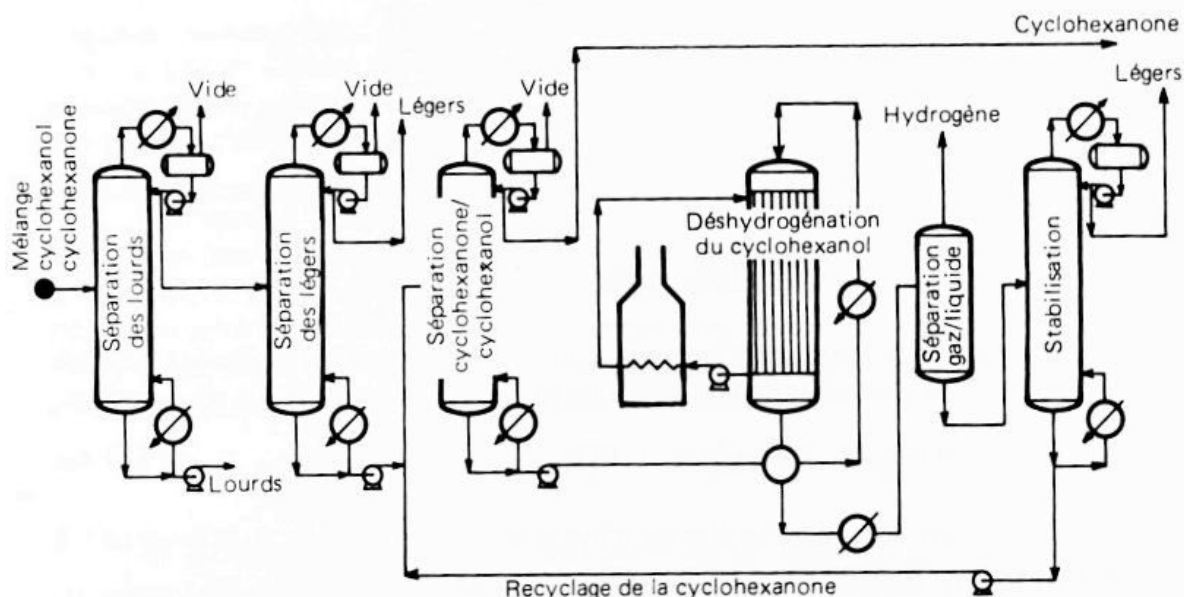 Cyclohexanone
Légers
Vide
Vide
Légers
Vide
Hydrogène
Mélange
cyclohexanol
cyclohexanone
Séparation
des lourds
Séparation
des légers
Séparation
cyclohexanone/
cyclohexanol
Déshydrogénation
du cyclohexanol
Séparation
gaz/liquide
Stabilisation
Lourds
Recyclage de la cyclohexanone